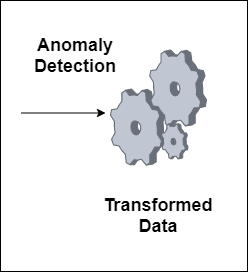 Anomaly
Detection
Transformed
Data